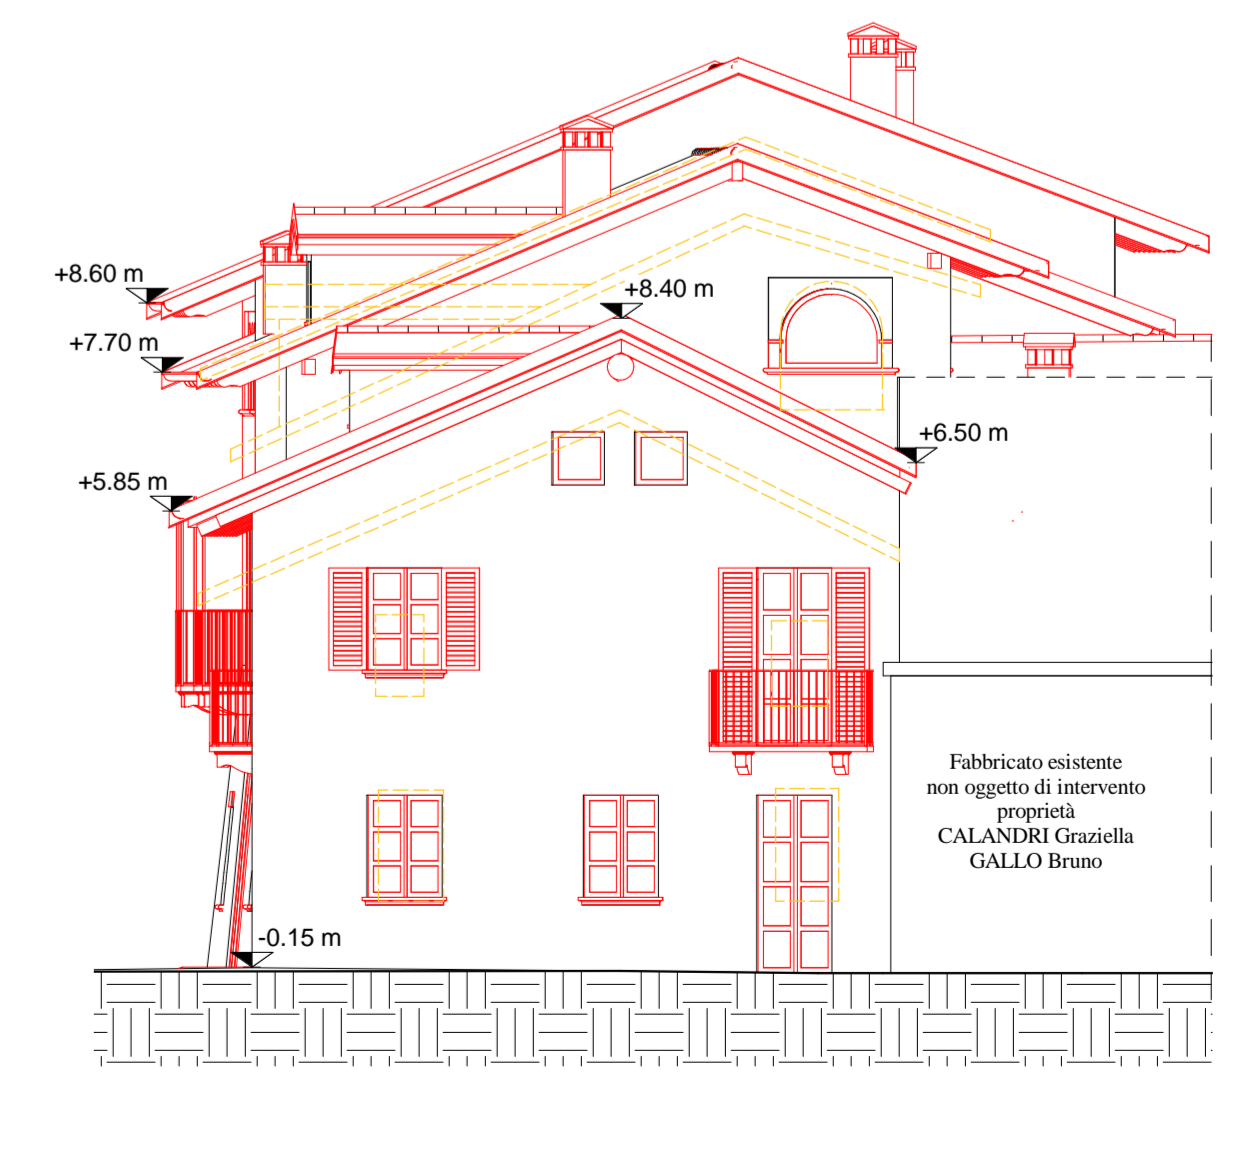 +8.60 m
+8.40 m
+7.70 m
+6.50 m
+5.85 m
Fabbricato esistente
non oggetto di intervento
proprietà
CALANDRI Graziella
GALLO Bruno
-0.15 m